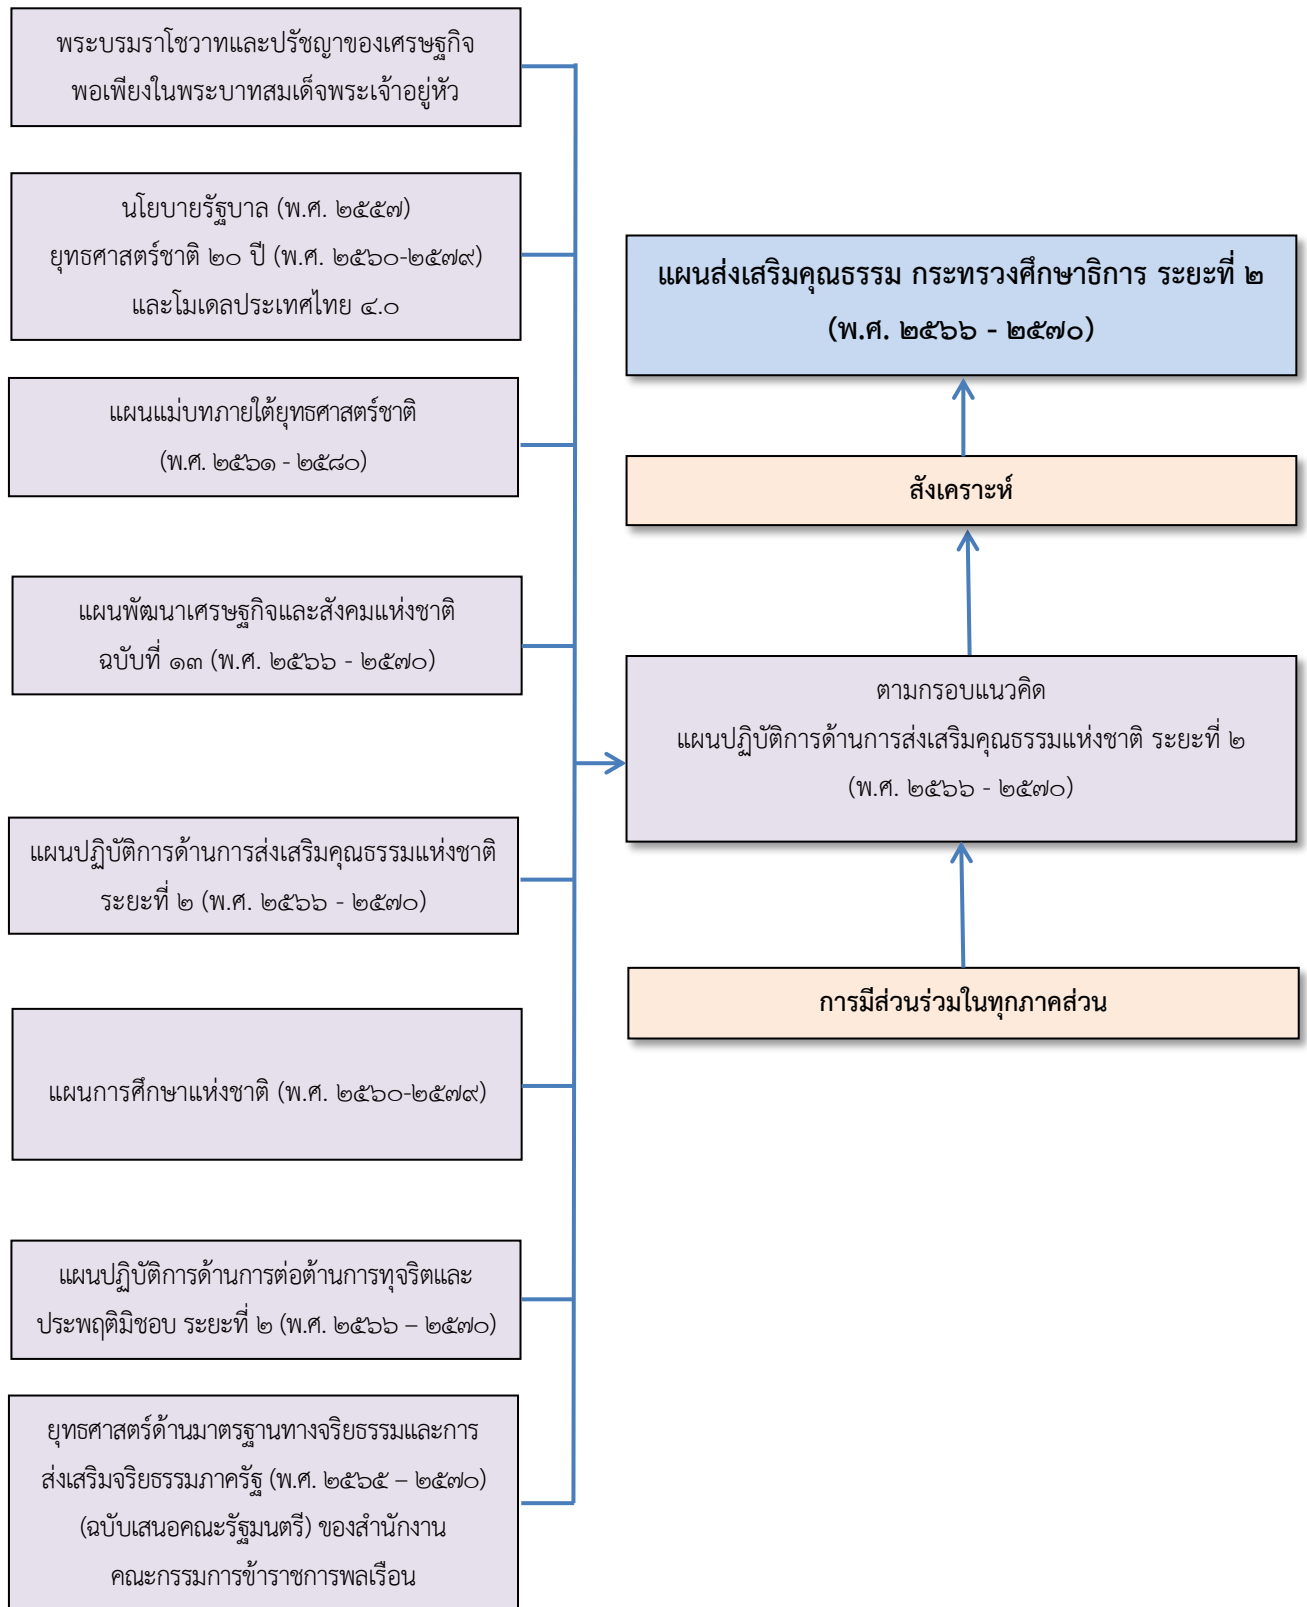 พระบรมราโชวาทและปรัชญาของเศรษฐกิจ
พอเพียงในพระบาทสมเด็จพระเจ้าอยู่หัว
นโยบายรัฐบาล (พ.ศ. ๒๕๕๗)
ยุทธศาสตร์ชาติ ๒๐ ปี (พ.ศ. ๒๕๖๐-๒๕๗๙)
และโมเดลประเทศไทย ๔.๐
แผนแม่บทภายใต้ยุทธศาสตร์ชาติ
(พ.ศ. ๒๕๖๑ - ๒๕๘๐)
แผนพัฒนาเศรษฐกิจและสังคมแห่งชาติ
ฉบับที่ ๑๓ (พ.ศ. ๒๕๖๖ - ๒๕๗๐)
แผนปฏิบัติการด้านการส่งเสริมคุณธรรมแห่งชาติ
ระยะที่ ๒ (พ.ศ. ๒๕๖๖ - ๒๕๗๐)
แผนการศึกษาแห่งชาติ (พ.ศ. ๒๕๖๐-๒๕๗๙)
แผนปฏิบัติการด้านการต่อต้านการทุจริตและ
ประพฤติมิชอบ ระยะที่ ๒ (พ.ศ. ๒๕๖๖ – ๒๕๗๐)
ยุทธศาสตร์ด้านมาตรฐานทางจริยธรรมและการ
ส่งเสริมจริยธรรมภาครัฐ (พ.ศ. ๒๕๖๕ – ๒๕๗๐)
(ฉบับเสนอคณะรัฐมนตรี) ของสำนักงาน
คณะกรรมการข้าราชการพลเรือน
แผนส่งเสริมคุณธรรม กระทรวงศึกษาธิการ ระยะที่ ๒
(พ.ศ. ๒๕๖๖ - ๒๕๗๐)
สังเคราะห์
ตามกรอบแนวคิด
แผนปฏิบัติการด้านการส่งเสริมคุณธรรมแห่งชาติ ระยะที่ ๒
(พ.ศ. ๒๕๖๖ - ๒๕๗๐)
การมีส่วนร่วมในทุกภาคส่วน